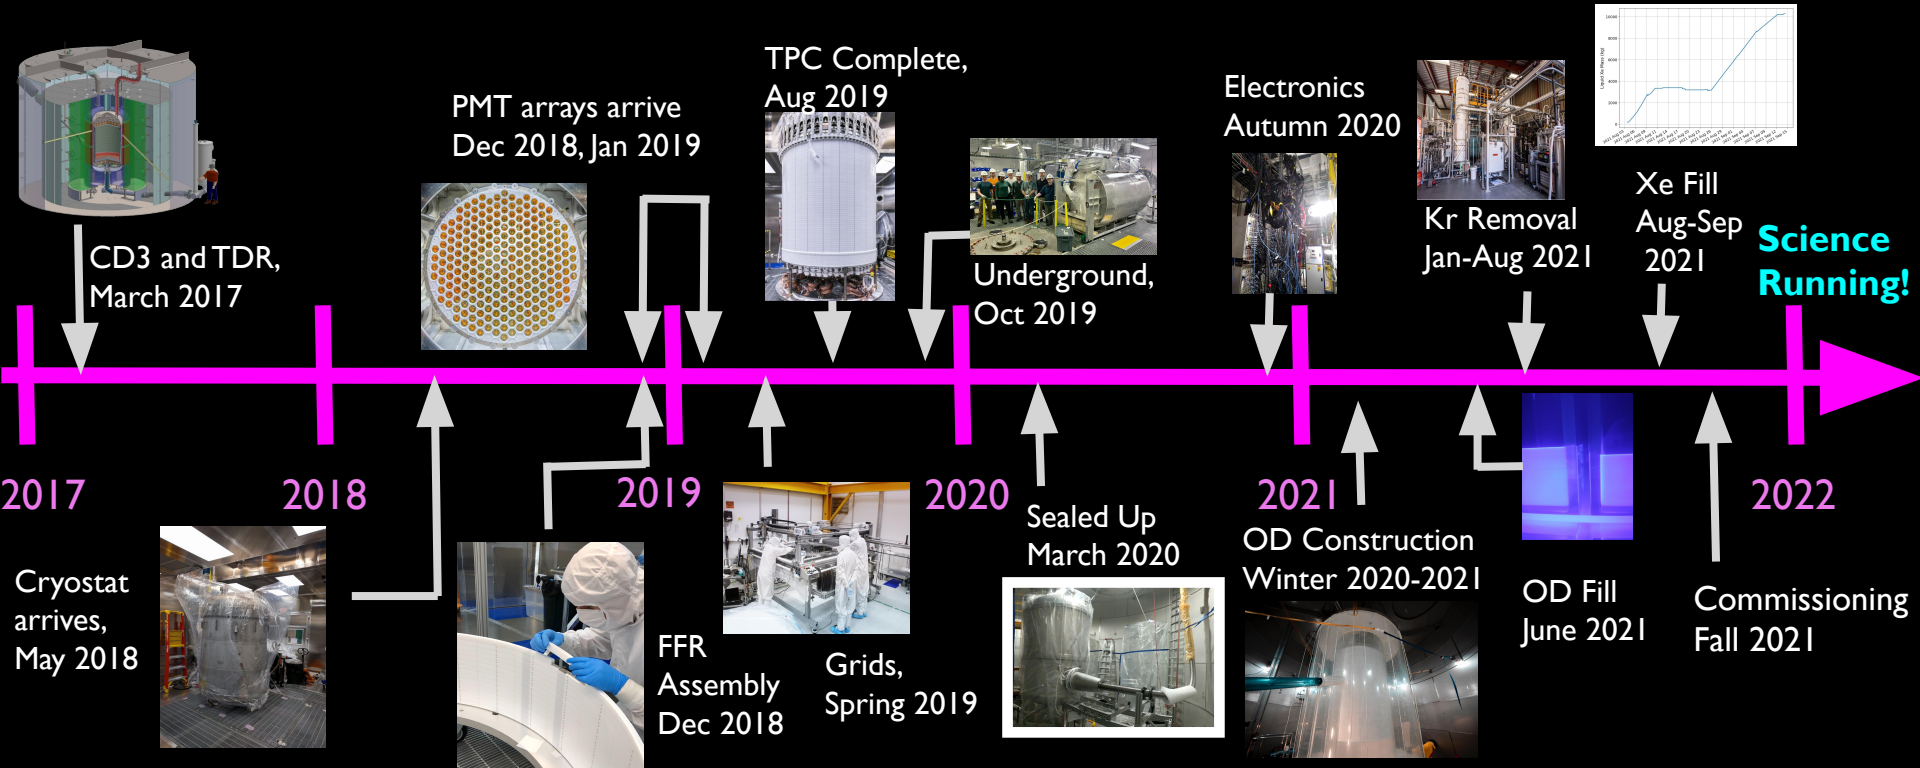 CD3 and TDR,
March 2017
PMT arrays arrive
Dec 2018, Jan 2019
TPC Complete,
Aug 2019
Underground,
Oct 2019
Electronics
Autumn 2020
Kr Removal
Jan-Aug 2021
Xe Fill
Aug-Sep
2021
Science
Running!
2017
2018
2019
2020
2021
2022
Cryostat
arrives,
May 2018
FFR
Assembly
Dec 2018
Grids,
Spring 2019
Sealed Up
March 2020
OD Construction
Winter 2020-2021
OD Fill
June 2021
Commissioning
Fall 2021